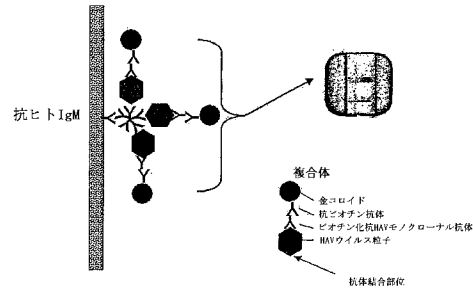 抗ヒトIgM
複合体
金コロイド
抗ビオチン抗体
ビオチン化抗HAVモノクローナル抗体
HAVウイルス粒子
抗体結合部位